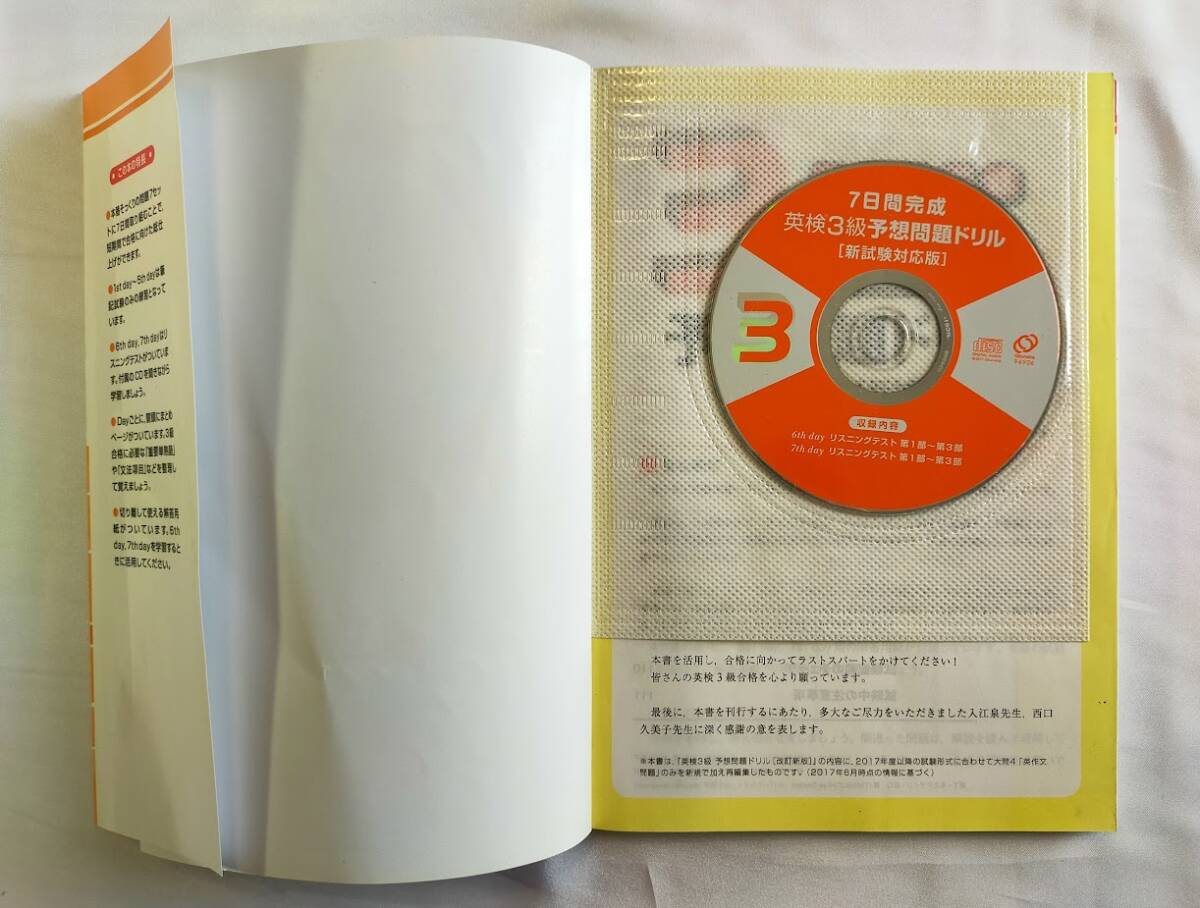 この本の特長
●本番そっくりの問題7セッ
トに7日間取り組むことで、
短期間で合格に向けた総仕
上げができます。
●1st day～5th dayは筆
記試験のみの練習となって
います。
●6th day, 7th dayはリ
スニングテストがついていま
す。付属のCDを聞きながら
学習しましょう。
●Dayごとに、冒頭にまとめ
ページがついています。3級
合格に必要な「重要単熟語」
や「文法項目」などを整理し
て覚えましょう。
●切り離して使える解答用
紙がついています。6th
day, 7th dayを学習すると
きに活用してください。
7日間完成
英検3級予想問題ドリル
[新試験対応版]
3
収録内容
6th day リスニングテスト 第1部～第3部
7th day リスニングテスト 第1部～第3部
本書を活用し、合格に向かってラストスパートをかけてください！
皆さんの英検3級合格を心より願っています。
最後に、本書を刊行するにあたり、多大なご尽力をいただきました入江泉先生、西口
久美子先生に深く感謝の意を表します。
※本書は、「英検3級 予想問題ドリル［改訂新版］」の内容に、2017年度以降の試験形式に合わせて大問4「英作文
問題」のみを新規で加え再編集したものです。（2017年6月時点の情報に基づく）